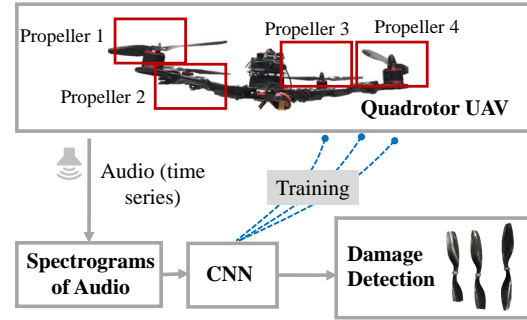 Propeller 1
Propeller 3
Propeller 4
Propeller 2
Quadrotor UAV
Audio (time
series)
Training
Spectrograms
of Audio
CNN
Damage
Detection